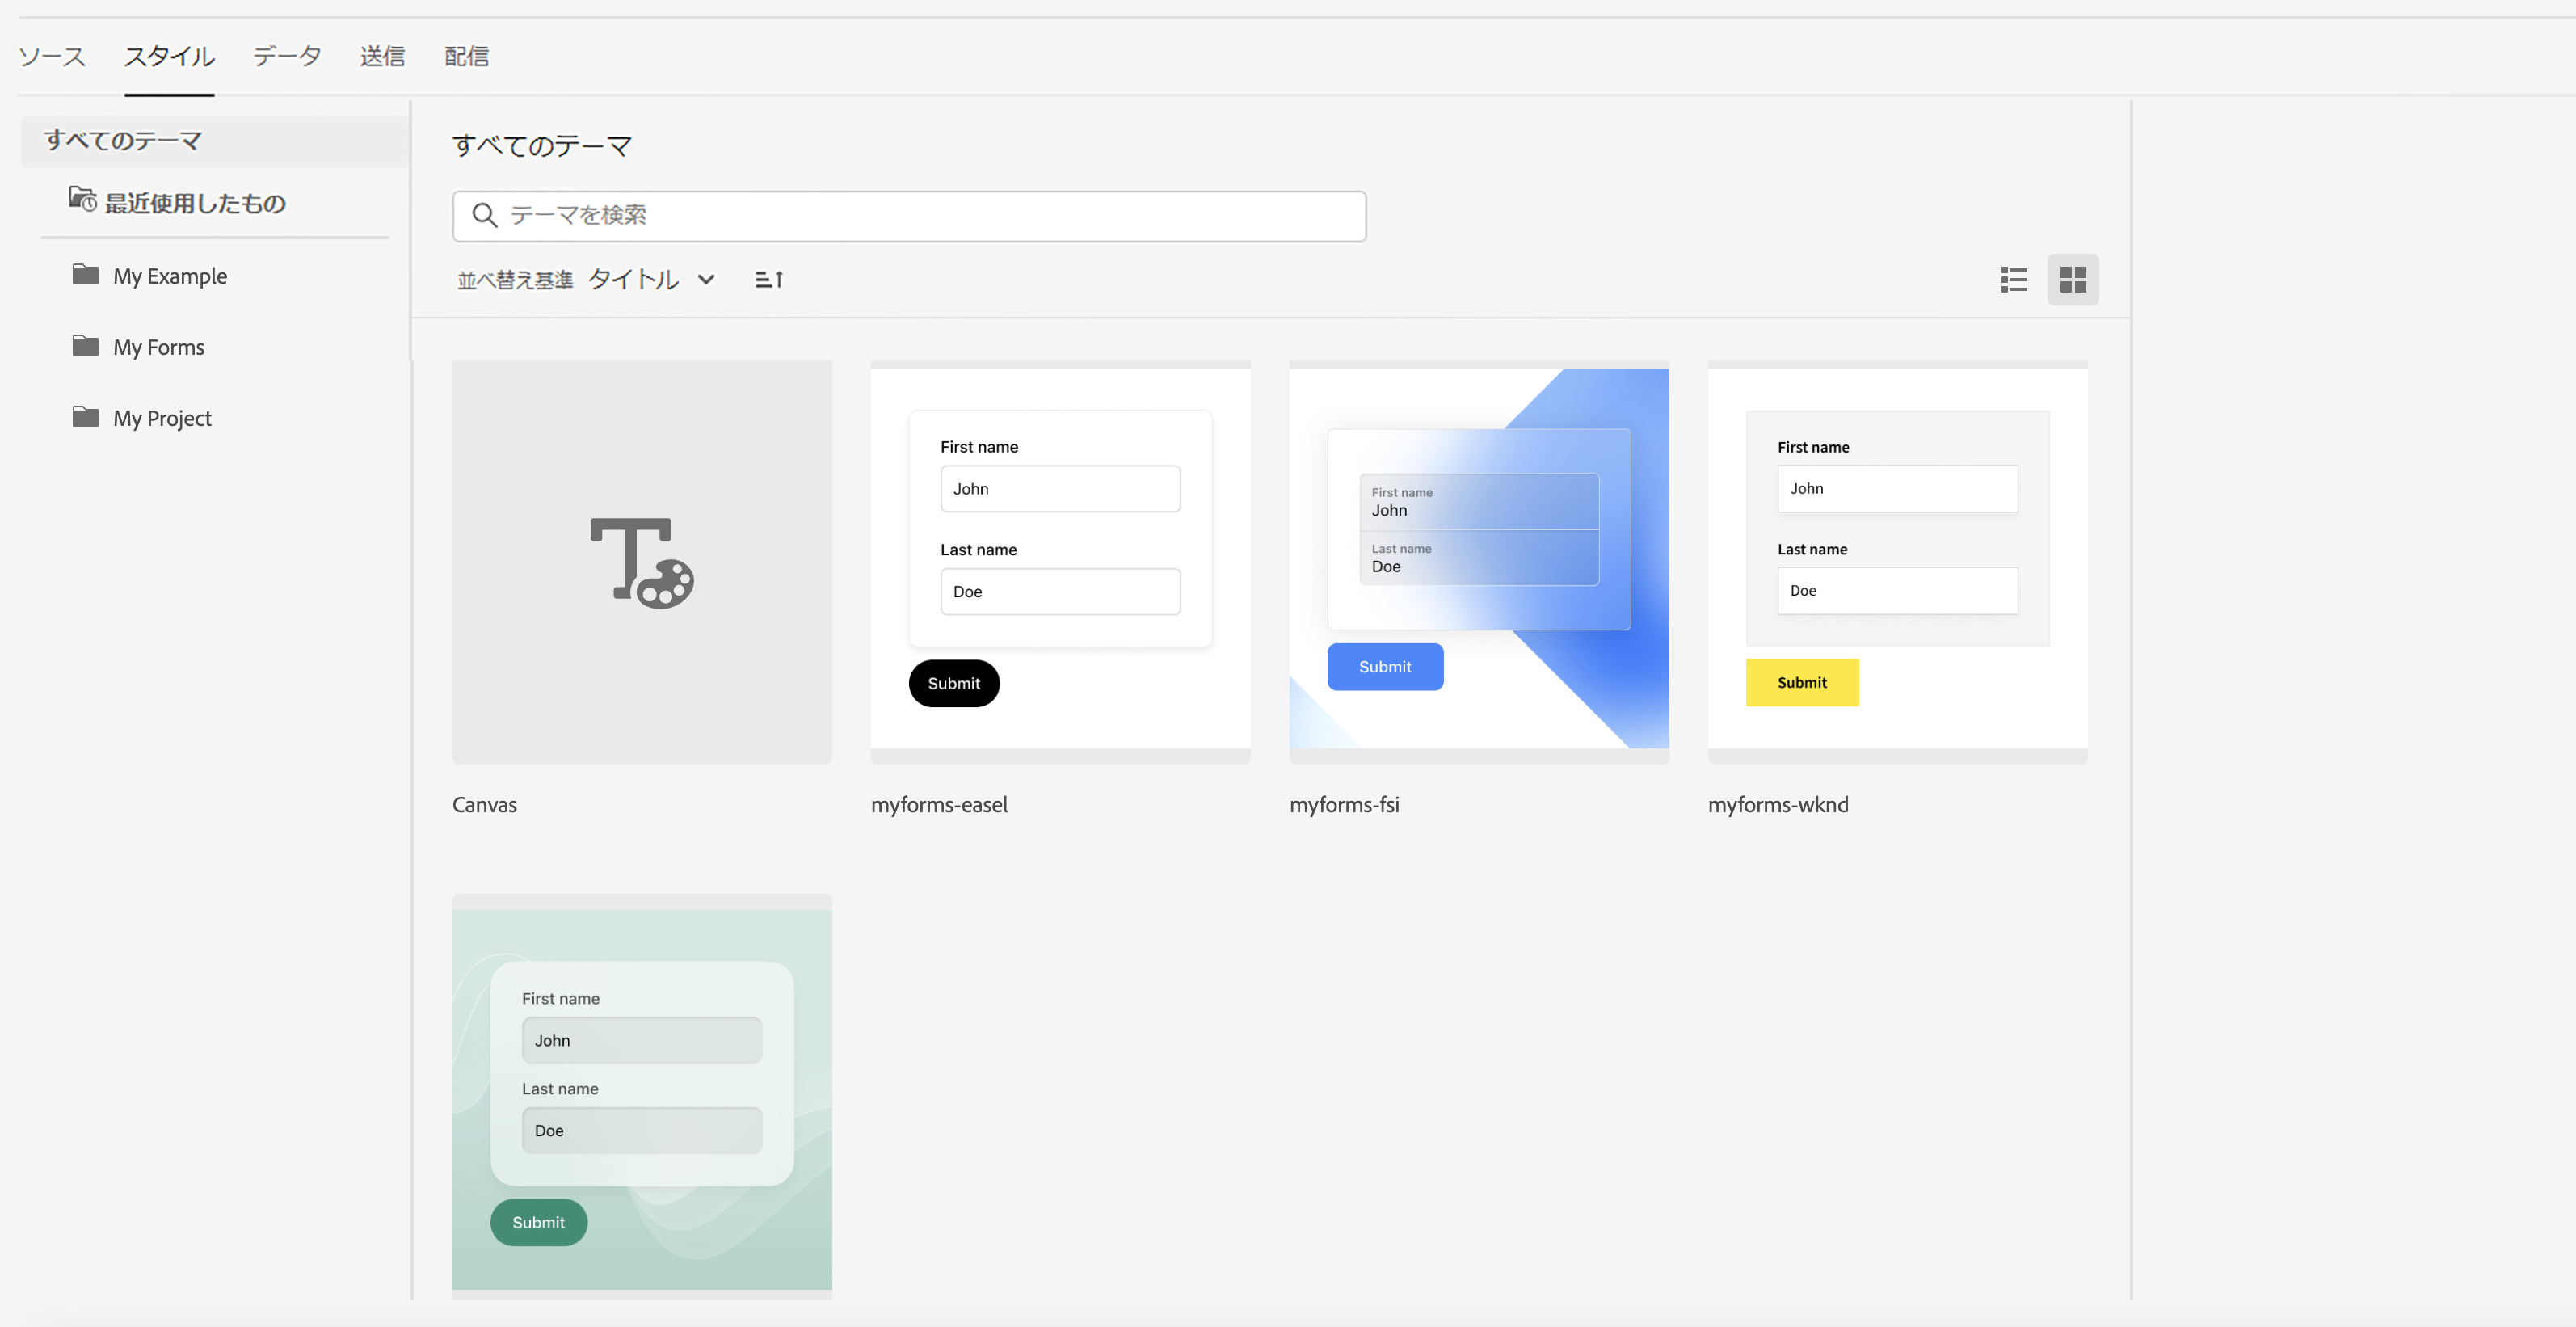 ソース スタイル データ 送信 配信
すべてのテーマ
最近使用したもの
My Example
My Forms
My Project
すべてのテーマ
テーマを検索
並べ替え基準 タイトル
Canvas
First name
John
Last name
Doe
Submit
myforms-easel
First name
John
Last name
Doe
Submit
myforms-fsi
First name
John
Last name
Doe
Submit
myforms-wknd
First name
John
Last name
Doe
Submit